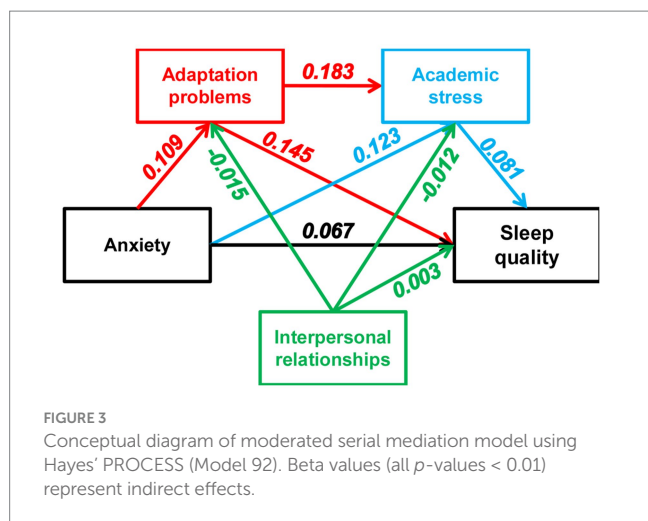 Adaptation
problems
0.183
Academic
stress
0.109
-0.015
0.145
0.123
-0.012
0.081
Anxiety
0.067
Sleep
quality
0.003
Interpersonal
relationships
FIGURE 3
Conceptual diagram of moderated serial mediation model using
Hayes’ PROCESS (Model 92). Beta values (all p-values < 0.01)
represent indirect effects.